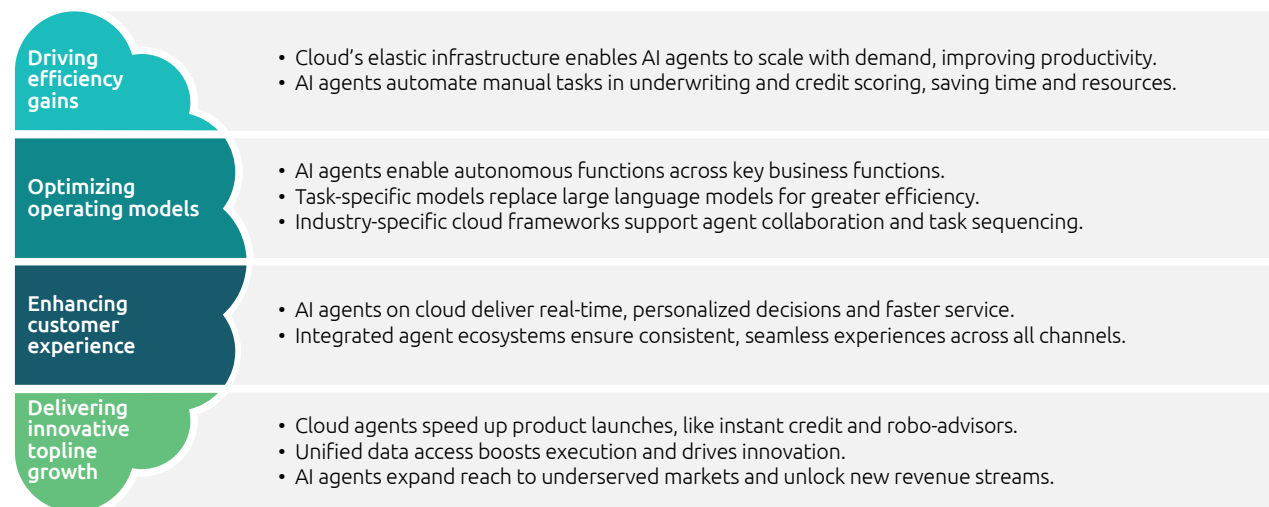 Driving
efficiency
gains
• Cloud’s elastic infrastructure enables AI agents to scale with demand, improving productivity.
• AI agents automate manual tasks in underwriting and credit scoring, saving time and resources.
Optimizing
operating models
• AI agents enable autonomous functions across key business functions.
• Task-specific models replace large language models for greater efficiency.
• Industry-specific cloud frameworks support agent collaboration and task sequencing.
Enhancing
customer
experience
• AI agents on cloud deliver real-time, personalized decisions and faster service.
• Integrated agent ecosystems ensure consistent, seamless experiences across all channels.
Delivering
innovative
topline
growth
• Cloud agents speed up product launches, like instant credit and robo-advisors.
• Unified data access boosts execution and drives innovation.
• AI agents expand reach to underserved markets and unlock new revenue streams.